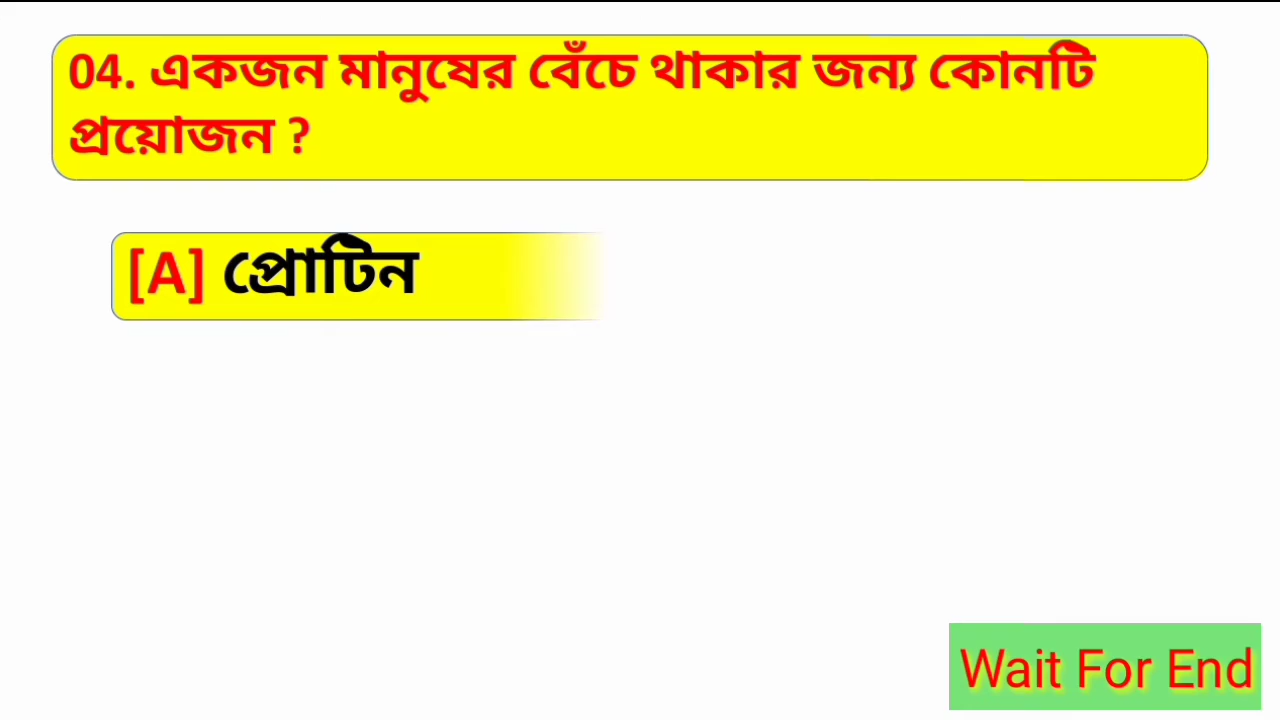 04. একজন মানুষের বেঁচে থাকার জন্য কোনটি
প্রয়োজন ?
[A] প্রোটিন
Wait For End